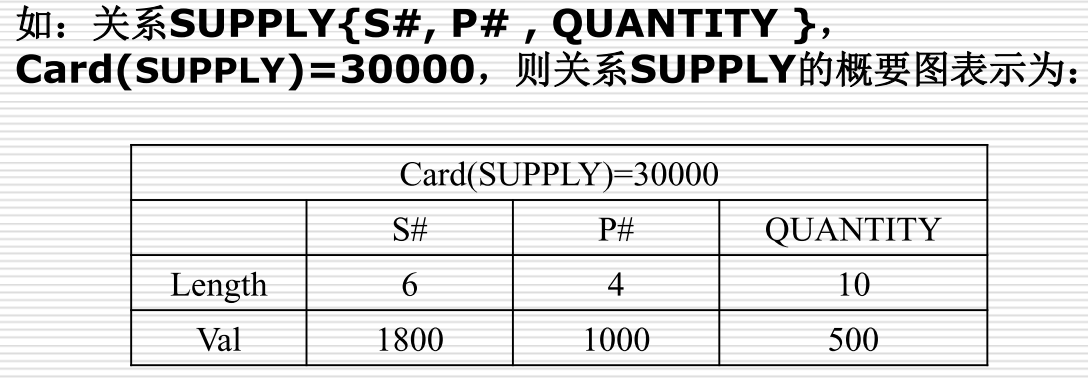 如：关系SUPPLY{S#, P# , QUANTITY }，
Card(SUPPLY)=30000，则关系SUPPLY的概要图表示为：
Card(SUPPLY)=30000
S# P# QUANTITY
Length 6 4 10
Val 1800 1000 500